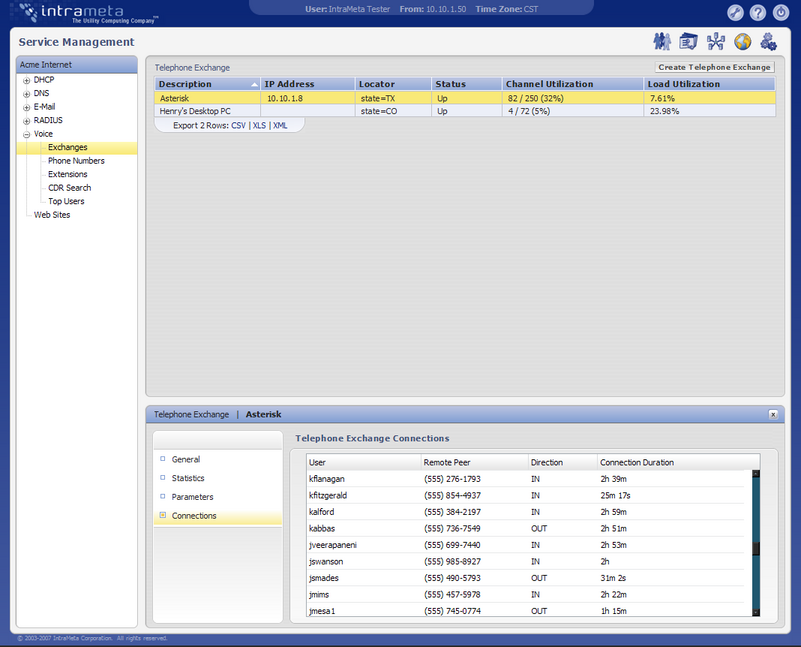 intrameta
The Utility Computing Company
User: IntraMeta Tester From: 10.10.1.50 Time Zone: CST
Service Management
Acme Internet
DHCP
DNS
E-Mail
RADIUS
Voice
Exchanges
Phone Numbers
Extensions
CDR Search
Top Users
Web Sites
Telephone Exchange
Create Telephone Exchange
Description IP Address Locator Status Channel Utilization Load Utilization
Asterisk 10.10.1.8 state=TX Up 82 / 250 (32%) 7.61%
Henry's Desktop PC state=CO Up 4 / 72 (5%) 23.98%
Export 2 Rows: CSV | XLS | XML
Telephone Exchange | Asterisk
x
General
Statistics
Parameters
Connections
Telephone Exchange Connections
User Remote Peer Direction Connection Duration
kflanagan (555) 276-1793 IN 2h 39m
kfitzgerald (555) 854-4937 IN 25m 17s
kalford (555) 384-2197 IN 2h 59m
kabbas (555) 736-7549 OUT 2h 51m
jveerapaneni (555) 699-7440 IN 2h 53m
jswanson (555) 985-8927 IN 2h
jsmades (555) 490-5793 OUT 31m 2s
jmims (555) 457-5978 IN 2h 22m
jmesa1 (555) 745-0774 OUT 1h 15m
© 2003-2007 IntraMeta Corporation. All rights reserved.